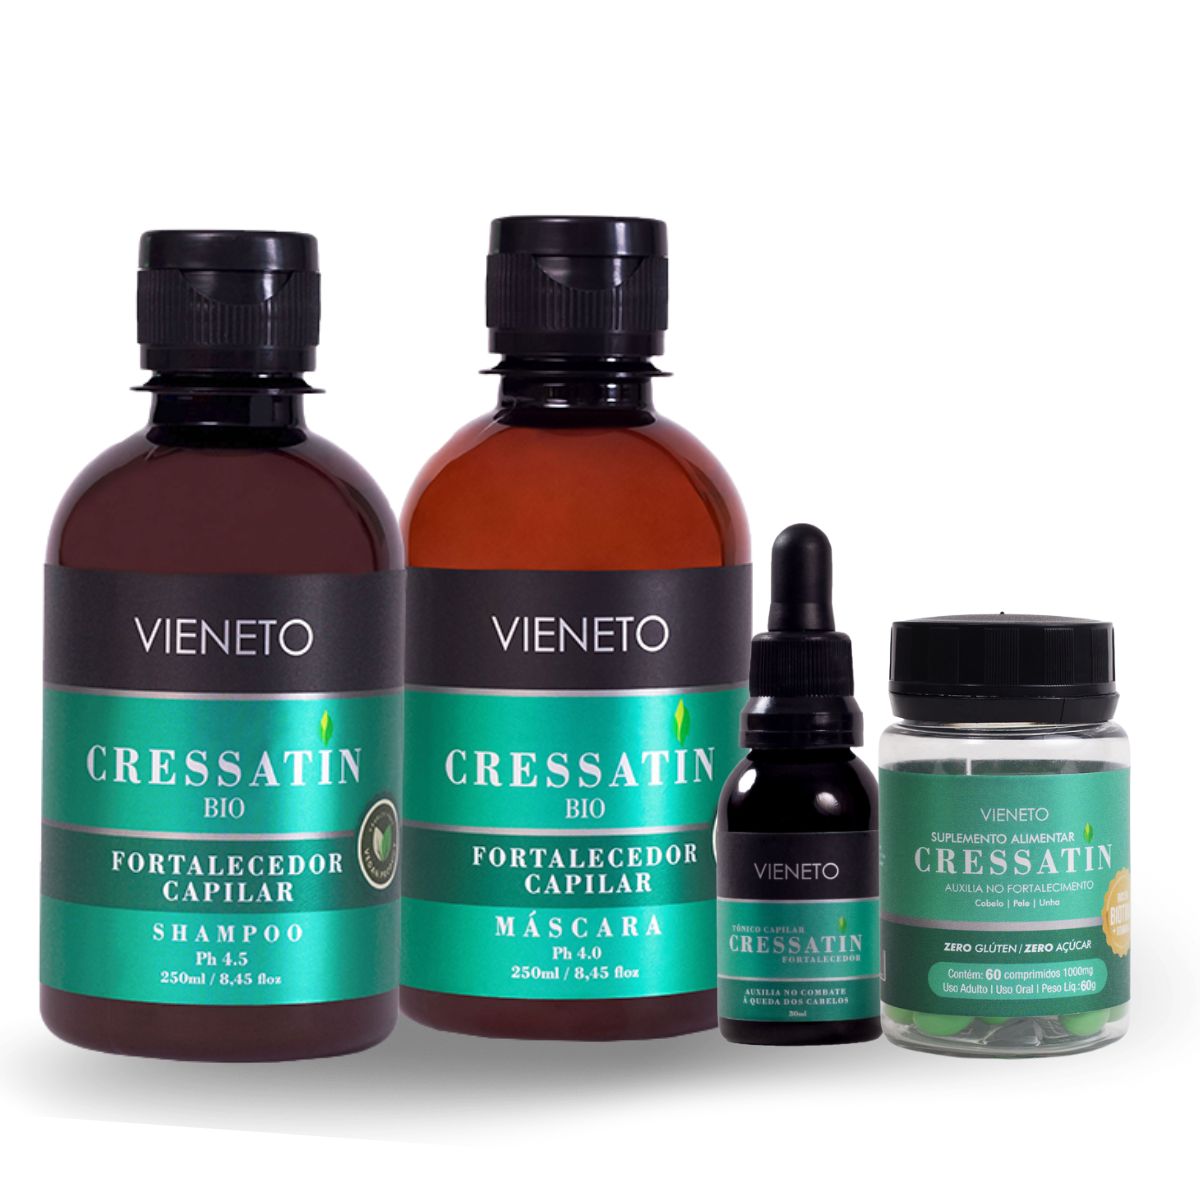 VIENETO
CRESSATIN
BIO
FORTALECEDOR
CAPILAR
SHAMPOO
Ph 4.5
250ml / 8,45 floz
VEGAN
VIENETO
CRESSATIN
BIO
FORTALECEDOR
CAPILAR
MÁSCARA
Ph 4.0
250ml / 8,45 floz
VIENETO
TÔNICO CAPILAR
CRESSATIN
FORTALECEDOR
AUXILIA NO COMBATE
À QUEDA DOS CABELOS
30ml
VIENETO
SUPLEMENTO ALIMENTAR
CRESSATIN
AUXILIA NO FORTALECIMENTO
Cabelo | Pele | Unha
ZERO GLÚTEN / ZERO AÇÚCAR
Contém: 60 comprimidos 1000mg
Uso Adulto | Uso Oral | Peso Líq.: 60g